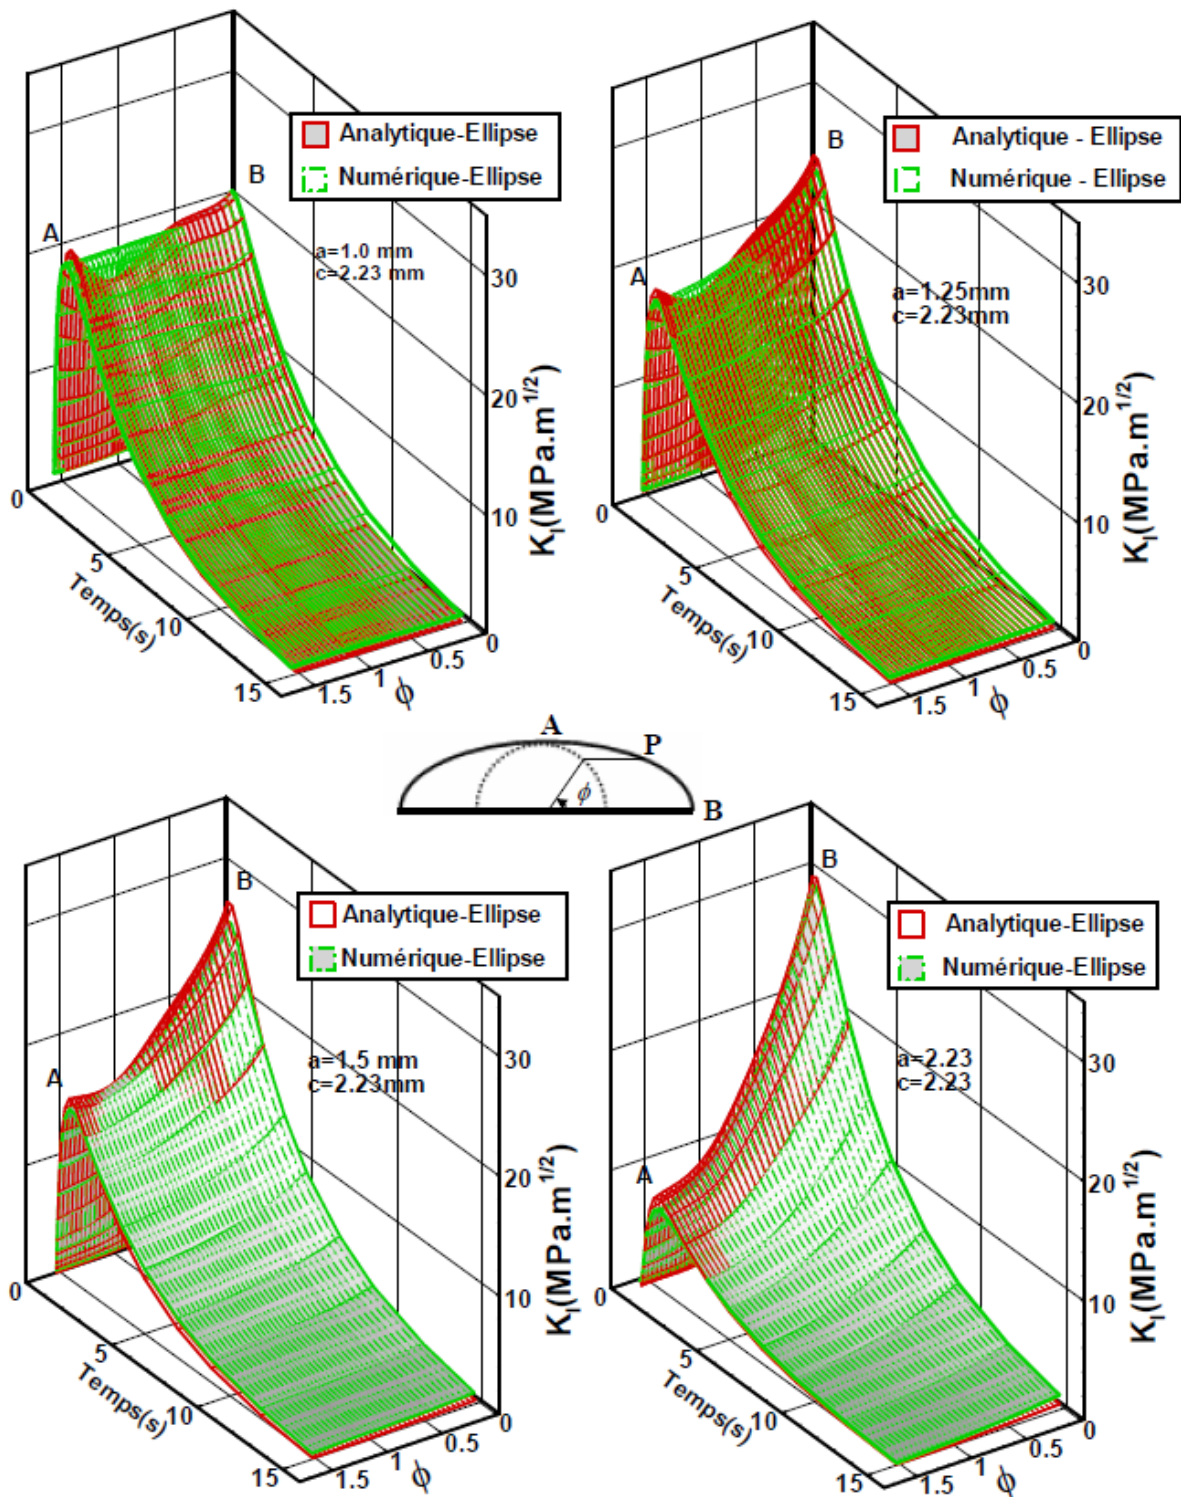 B
A
Analytique-Ellipse
Numérique-Ellipse
a=1.0 mm
c=2.23 mm
30
20
10
0
K_I(MPa.m^1/2)
0
5
10
15
Temps(s)
1.5
1
0.5
0
ϕ
B
A
Analytique - Ellipse
Numérique - Ellipse
a=1.25mm
c=2.23mm
30
20
10
K_I(MPa.m^1/2)
0
5
10
15
Temps(s)
1.5
1
0.5
0
ϕ
A
P
ϕ
B
B
A
Analytique-Ellipse
Numérique-Ellipse
a=1.5 mm
c=2.23mm
30
20
10
K_I(MPa.m^1/2)
0
5
10
15
Temps(s)
1.5
1
0.5
0
ϕ
B
A
Analytique-Ellipse
Numérique-Ellipse
a=2.23
c=2.23
30
20
10
K_I(MPa.m^1/2)
0
5
10
15
Temps(s)
1.5
1
0.5
0
ϕ